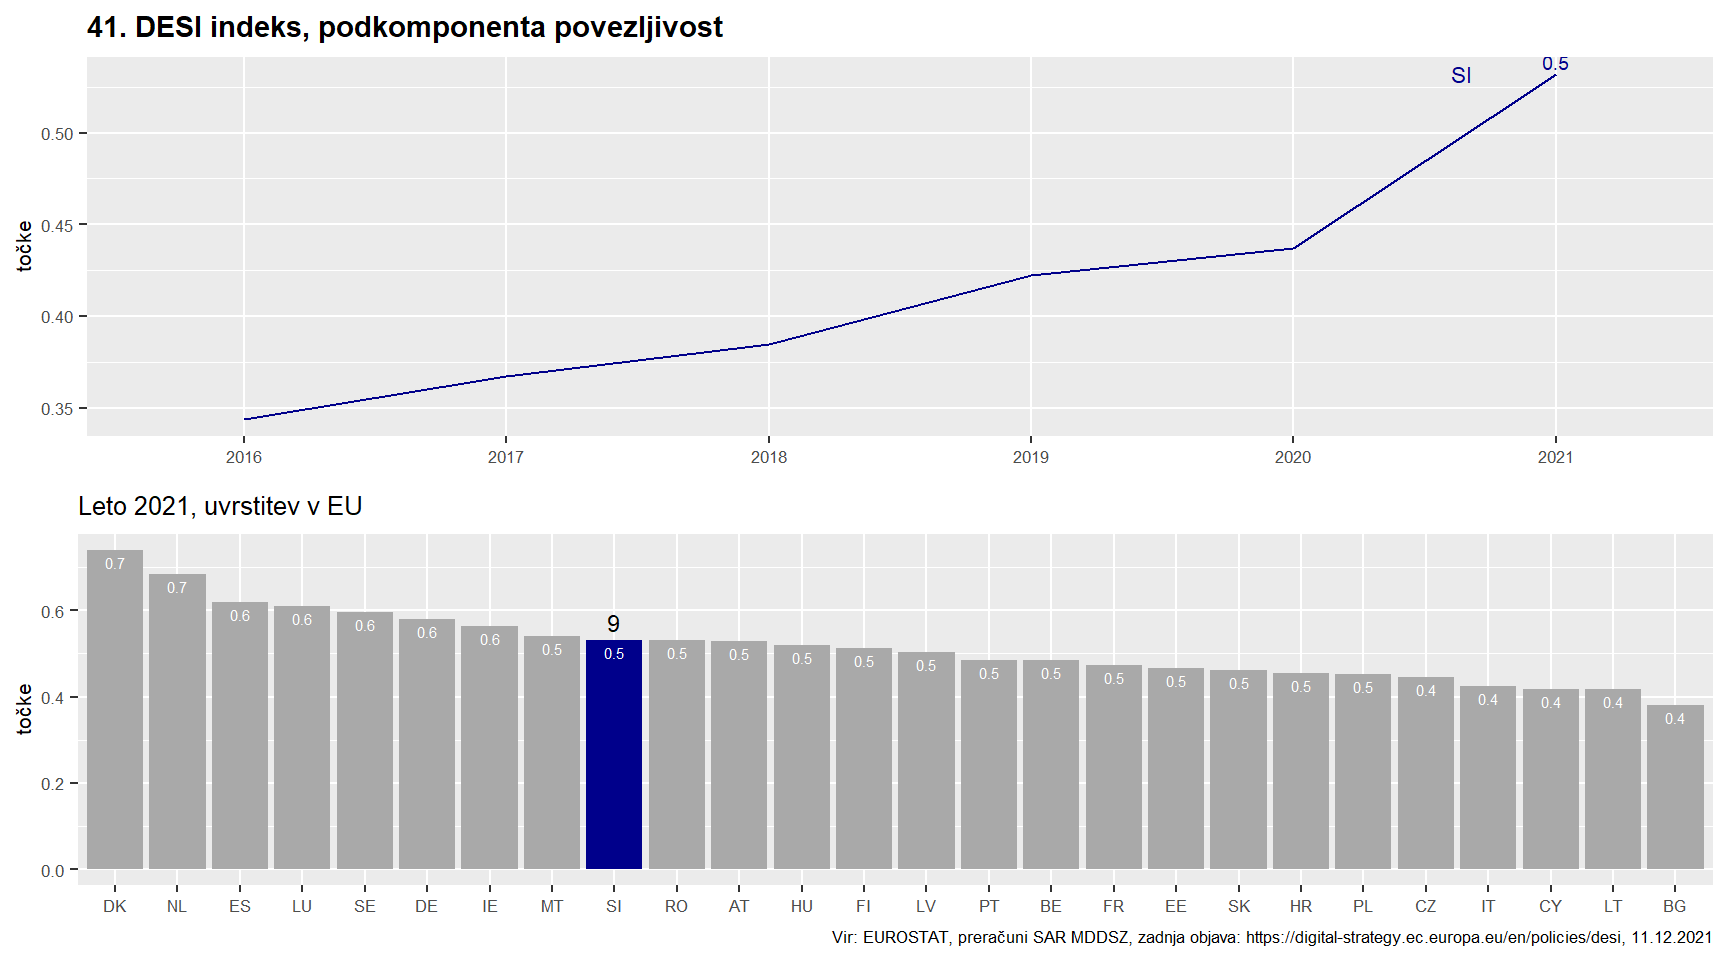 41. DESI indeks, podkomponenta povezljivost
točke
0.50
0.45
0.40
0.35
SI
0.5
2016 2017 2018 2019 2020 2021
Leto 2021, uvrstitev v EU
točke
0.6
0.4
0.2
0.0
9
0.7 0.7 0.6 0.6 0.6 0.6 0.6 0.5 0.5 0.5 0.5 0.5 0.5 0.5 0.5 0.5 0.5 0.5 0.5 0.5 0.5 0.4 0.4 0.4 0.4 0.4
DK NL ES LU SE DE IE MT SI RO AT HU FI LV PT BE FR EE SK HR PL CZ IT CY LT BG
Vir: EUROSTAT, preračuni SAR MDDSZ, zadnja objava: https://digital-strategy.ec.europa.eu/en/policies/desi, 11.12.2021